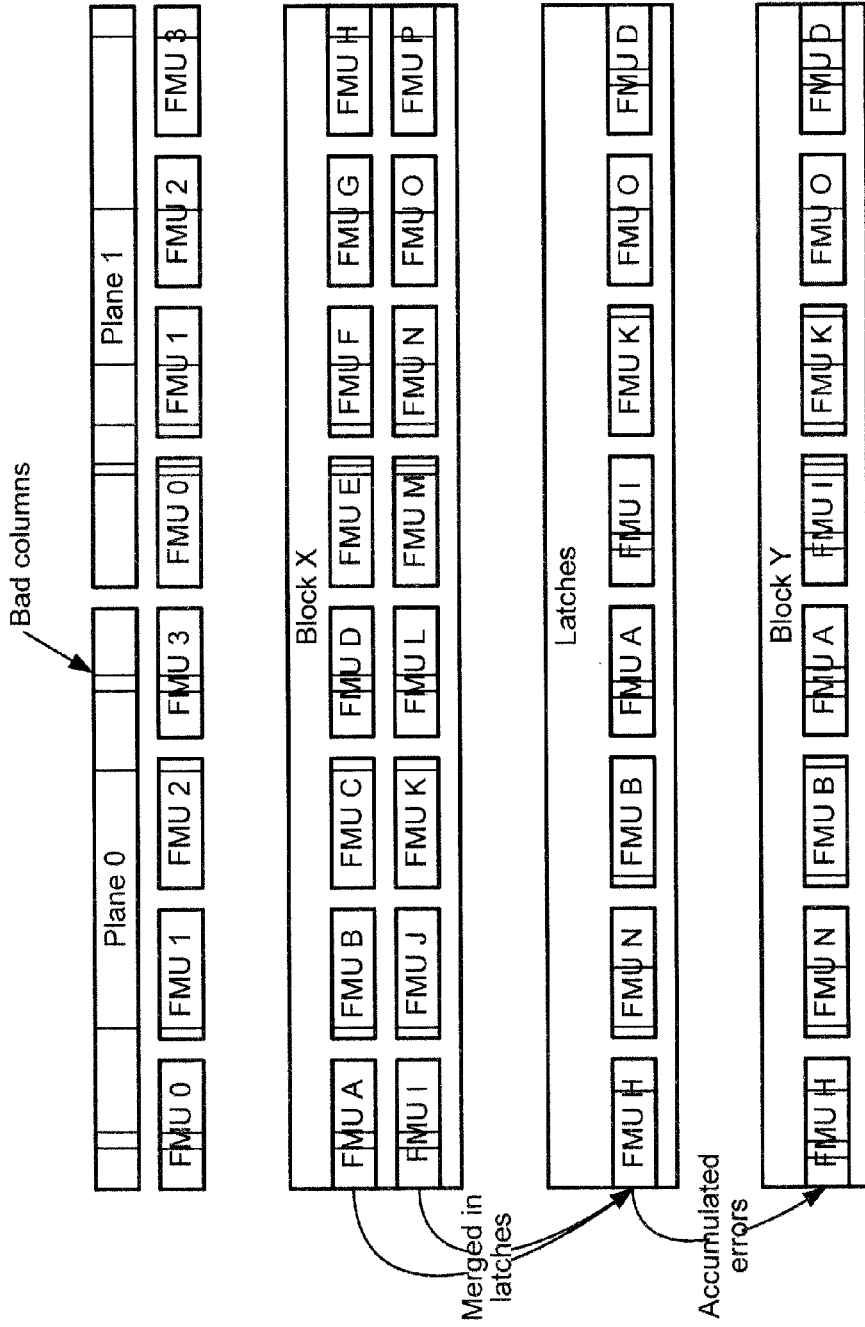 Bad columns
Plane 0
Plane 1
FMU 0
FMU 1
FMU 2
FMU 3
FMU 0
FMU 1
FMU 2
FMU 3
Block X
FMU A
FMU B
FMU C
FMU D
FMU E
FMU F
FMU G
FMU H
FMU I
FMU J
FMU K
FMU L
FMU M
FMU N
FMU O
FMU P
Merged in
latches
Latches
FMU H
FMU N
FMU B
FMU A
FMU I
FMU K
FMU O
FMU D
Accumulated
errors
Block Y
FMU H
FMU N
FMU B
FMU A
FMU I
FMU K
FMU O
FMU D